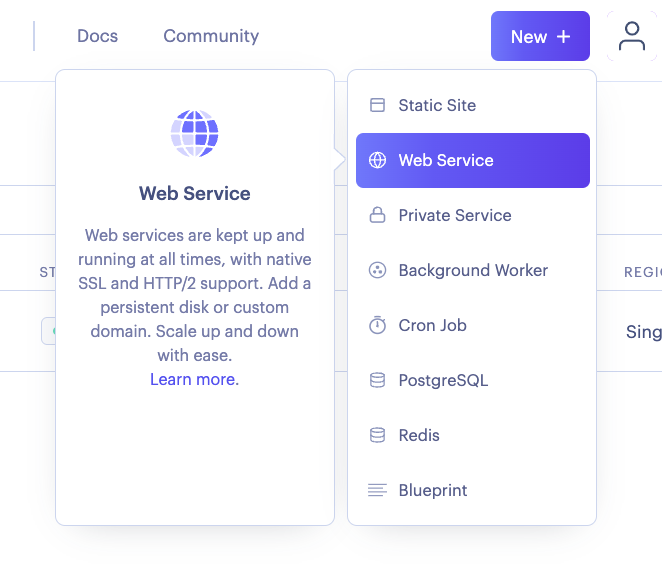 Docs
Community
New +
Web Service
Web services are kept up and
running at all times, with native
SSL and HTTP/2 support. Add a
persistent disk or custom
domain. Scale up and down
with ease.
Learn more.
Static Site
Web Service
Private Service
Background Worker
Cron Job
PostgreSQL
Redis
Blueprint
ST
REGI
Sing